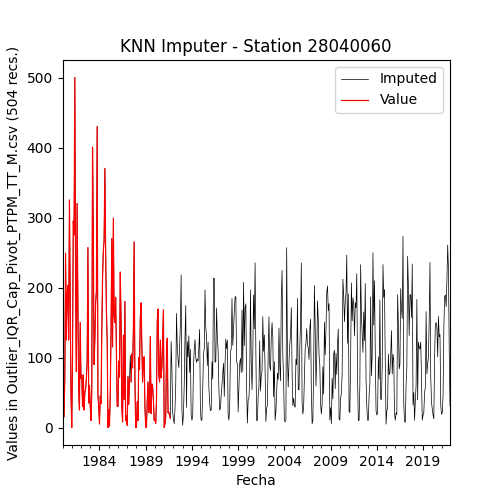 KNN Imputer - Station 28040060
Values in Outlier_IQR_Cap_Pivot_PTPM_TT_M.csv (504 recs.)
500
400
300
200
100
0
Imputed
Value
1984 1989 1994 1999 2004 2009 2014 2019
Fecha